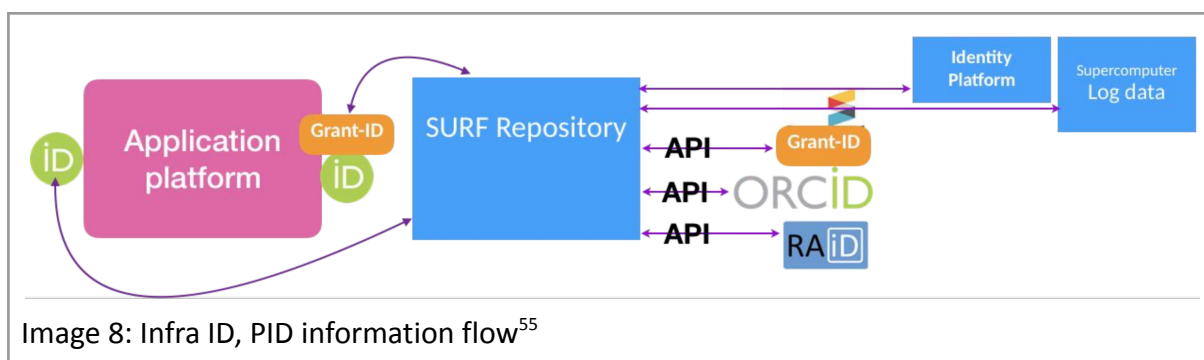 Identity
Platform
Supercomputer
Log data
iD
Application
platform
Grant-ID
iD
SURF Repository
API
Grant-ID
API
ORCiD
API
RAiD
Image 8: Infra ID, PID information flow55